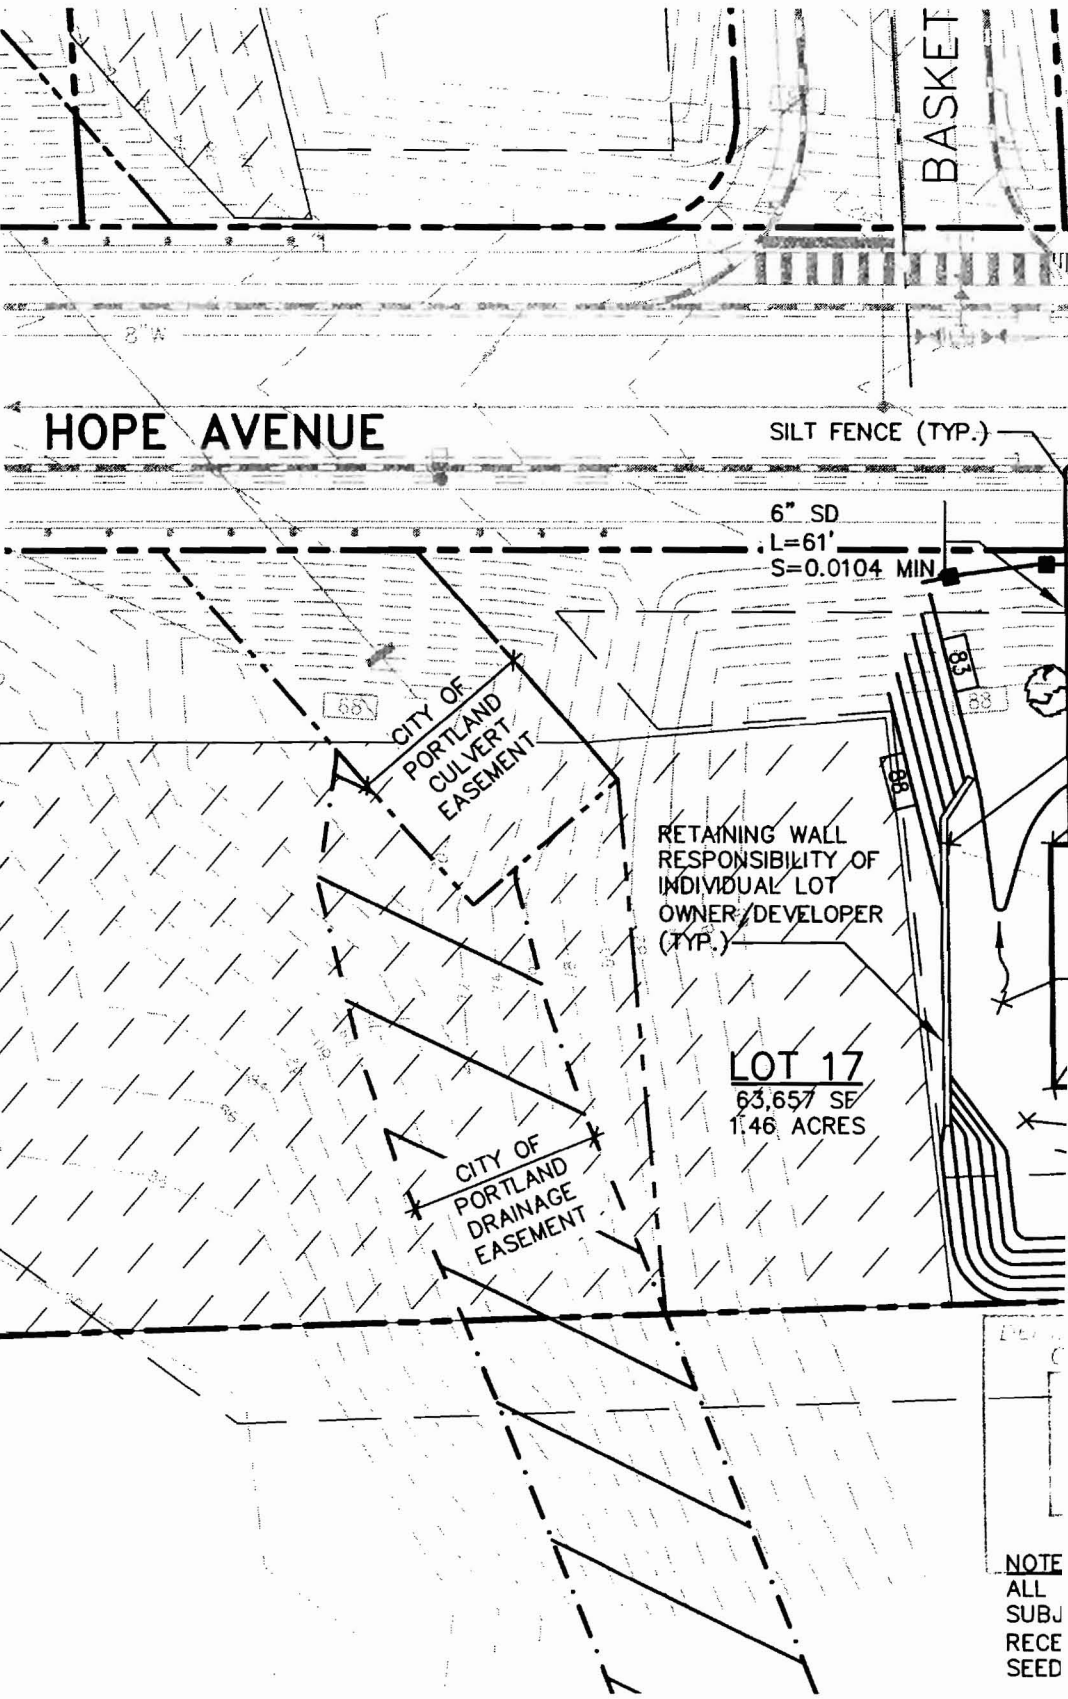 BASKET
8"W
HOPE AVENUE
SILT FENCE (TYP.)
6" SD
L=61'
S=0.0104 MIN
83
88
88
88
CITY OF
PORTLAND
CULVERT
EASEMENT
RETAINING WALL
RESPONSIBILITY OF
INDIVIDUAL LOT
OWNER/DEVELOPER
(TYP.)
LOT 17
63,657 SF
1.46 ACRES
CITY OF
PORTLAND
DRAINAGE
EASEMENT
NOTE
ALL
SUBJ
RECE
SEED